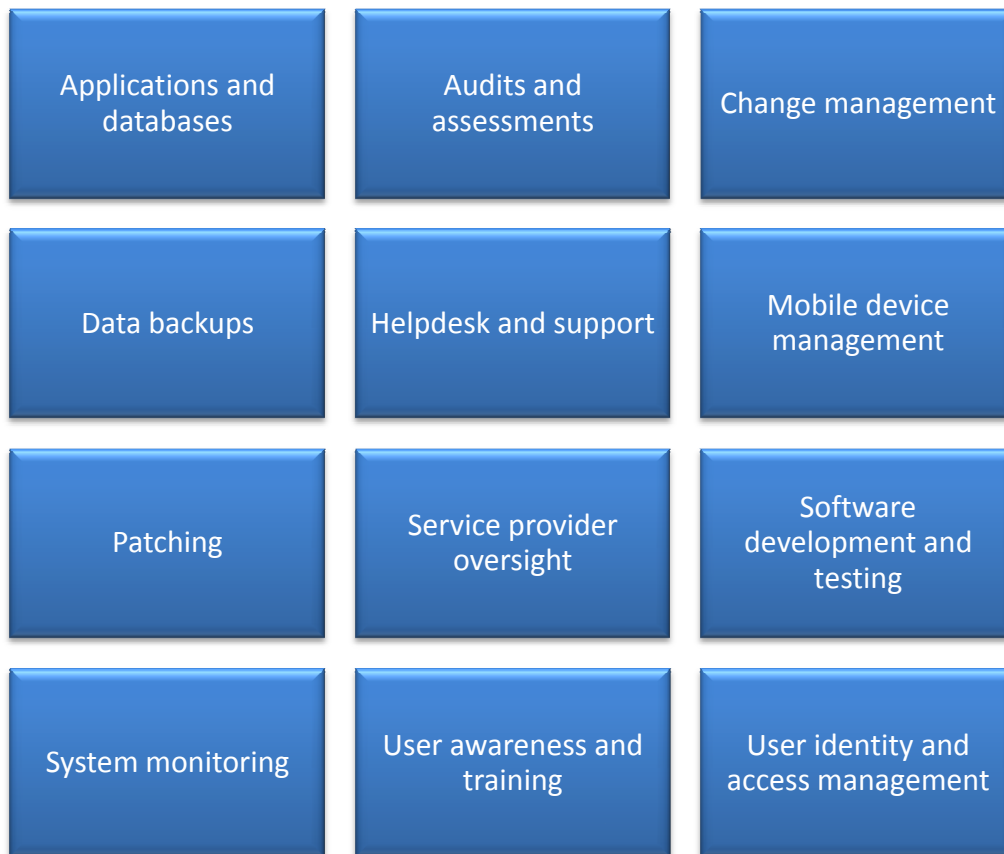 Applications and
databases
Audits and
assessments
Change management
Data backups
Helpdesk and support
Mobile device
management
Patching
Service provider
oversight
Software
development and
testing
System monitoring
User awareness and
training
User identity and
access management